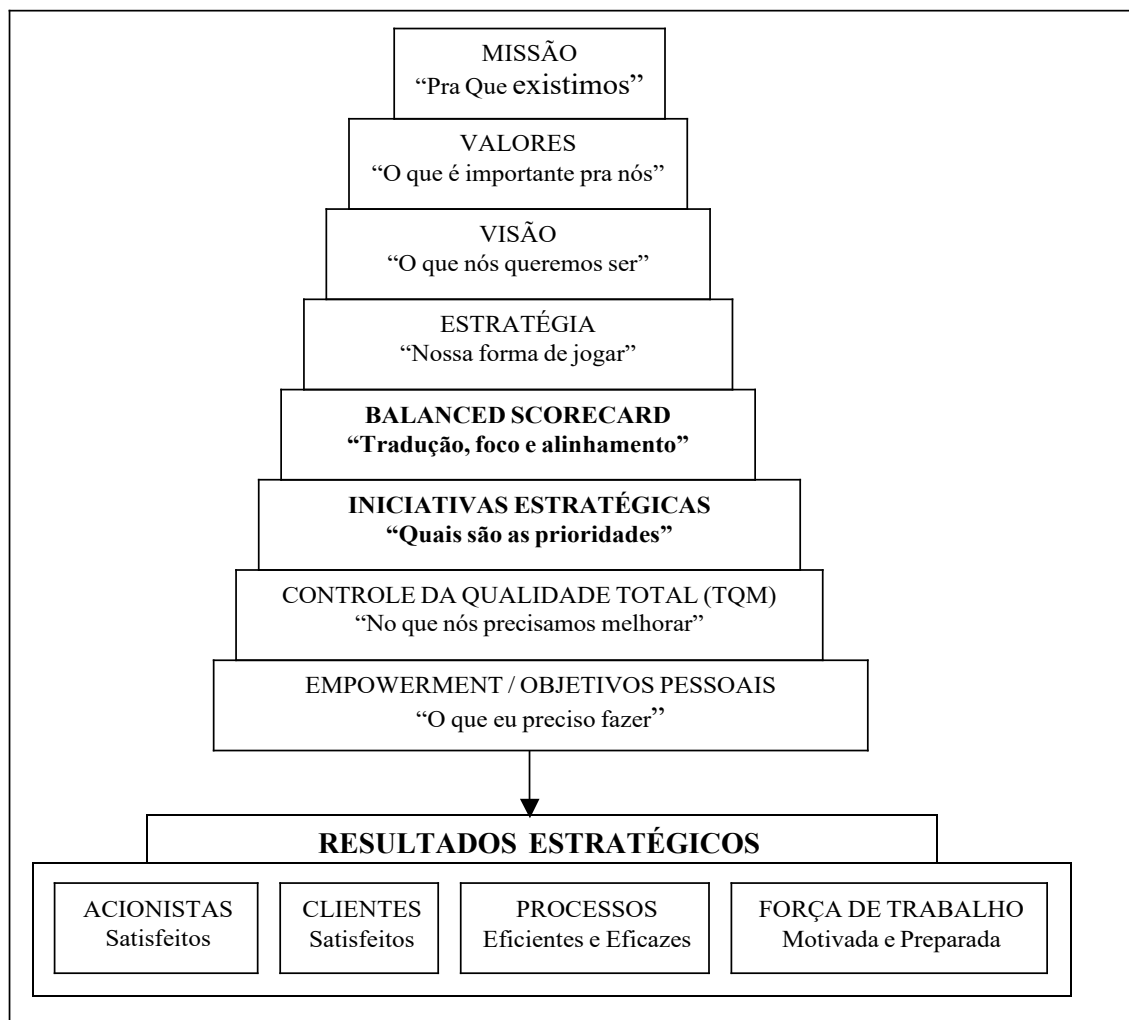 MISSÃO
“Pra Que existimos”
VALORES
“O que é importante pra nós”
VISÃO
“O que nós queremos ser”
ESTRATÉGIA
“Nossa forma de jogar”
BALANCED SCORECARD
“Tradução, foco e alinhamento”
INICIATIVAS ESTRATÉGICAS
“Quais são as prioridades”
CONTROLE DA QUALIDADE TOTAL (TQM)
“No que nós precisamos melhorar”
EMPOWERMENT / OBJETIVOS PESSOAIS
“O que eu preciso fazer”
RESULTADOS ESTRATÉGICOS
ACIONISTAS
Satisfeitos
CLIENTES
Satisfeitos
PROCESSOS
Eficientes e Eficazes
FORÇA DE TRABALHO
Motivada e Preparada